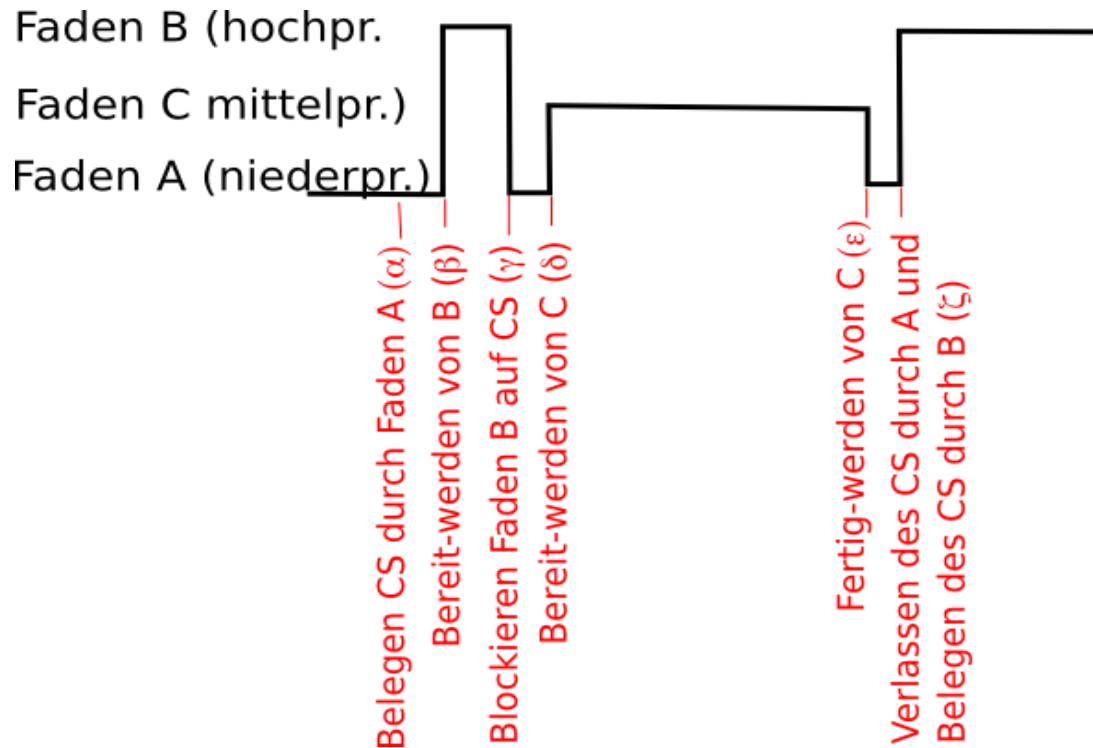 Faden B (hochpr.
Faden C mittelpr.)
Faden A (niederpr.)
Belegen CS durch Faden A (α)
Bereit-werden von B (β)
Blockieren Faden B auf CS (γ)
Bereit-werden von C (δ)
Fertig-werden von C (ε)
Verlassen des CS durch A und
Belegen des CS durch B (ζ)